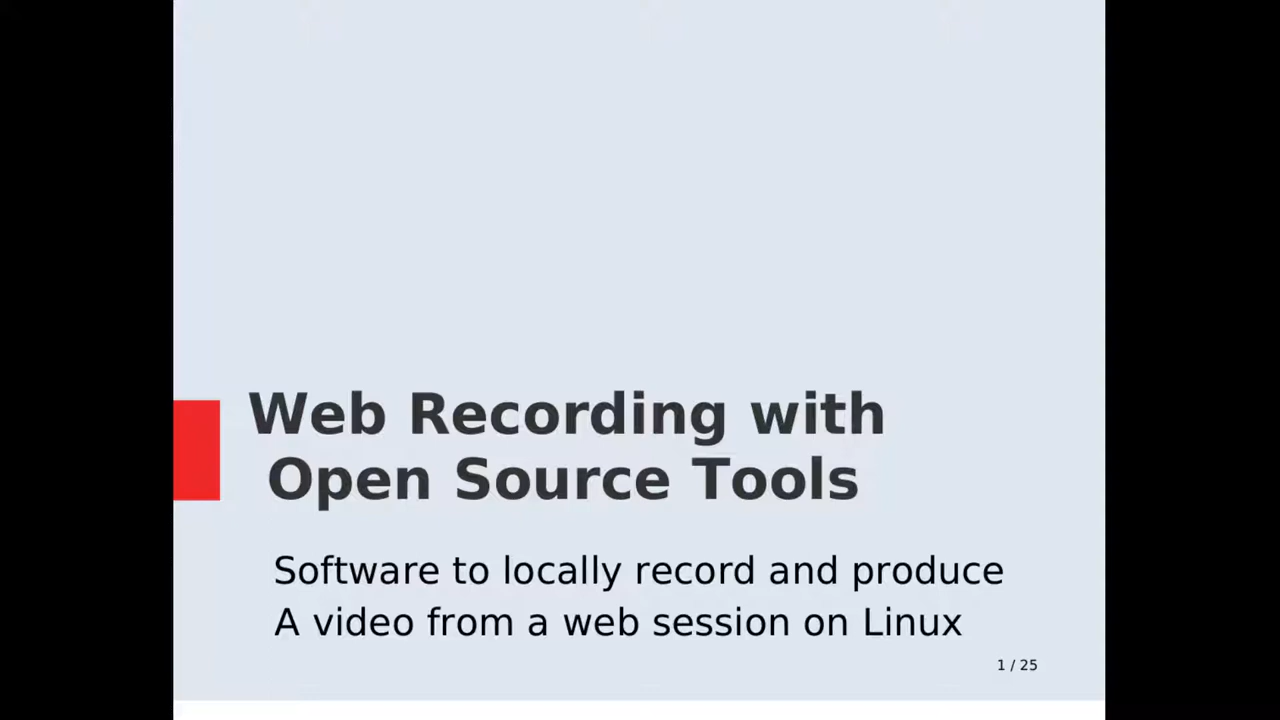 Web Recording with
Open Source Tools
Software to locally record and produce
A video from a web session on Linux
1 / 25